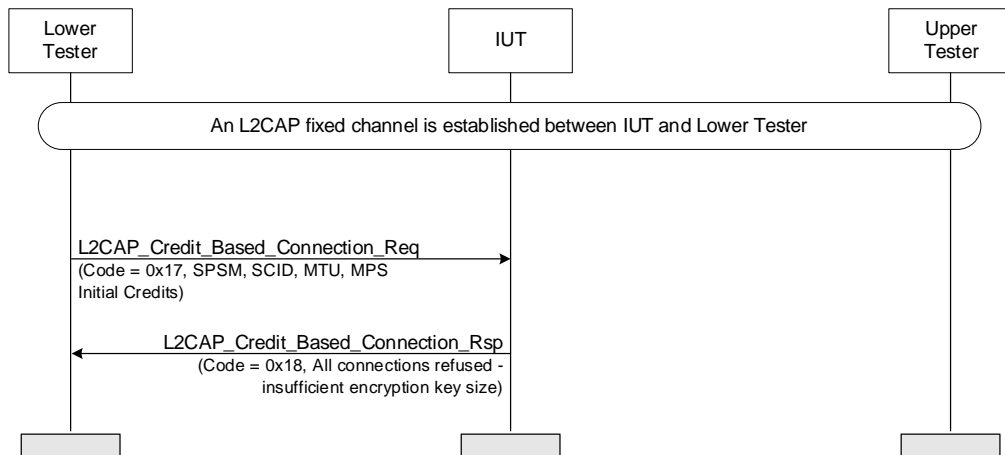 Lower
Tester
IUT
Upper
Tester
An L2CAP fixed channel is established between IUT and Lower Tester
L2CAP_Credit_Based_Connection_Req
(Code = 0x17, SPSM, SCID, MTU, MPS
Initial Credits)
L2CAP_Credit_Based_Connection_Rsp
(Code = 0x18, All connections refused -
insufficient encryption key size)